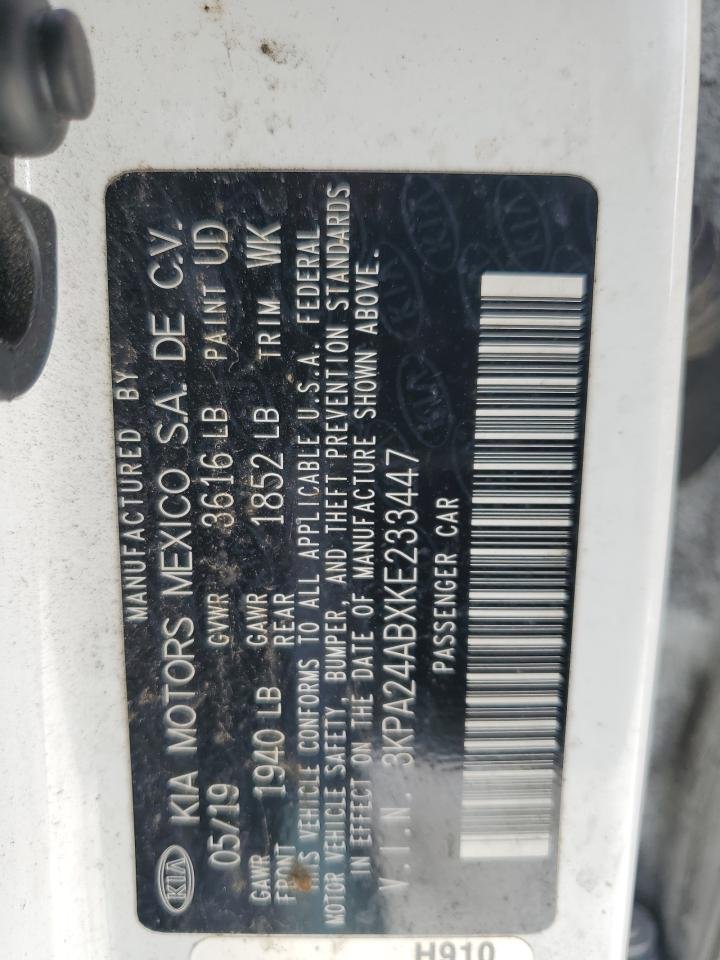 MANUFACTURED BY
KIA KIA MOTORS MEXICO S.A. DE C.V.
05/19 GVWR 3616 LB PAINT UD
GAWR FRONT 1940 LB GAWR REAR 1852 LB TRIM WK
THIS VEHICLE CONFORMS TO ALL APPLICABLE U.S.A. FEDERAL
MOTOR VEHICLE SAFETY, BUMPER, AND THEFT PREVENTION STANDARDS
IN EFFECT ON THE DATE OF MANUFACTURE SHOWN ABOVE.
V.I.N. 3KPA24ABXKE233447
PASSENGER CAR
H910